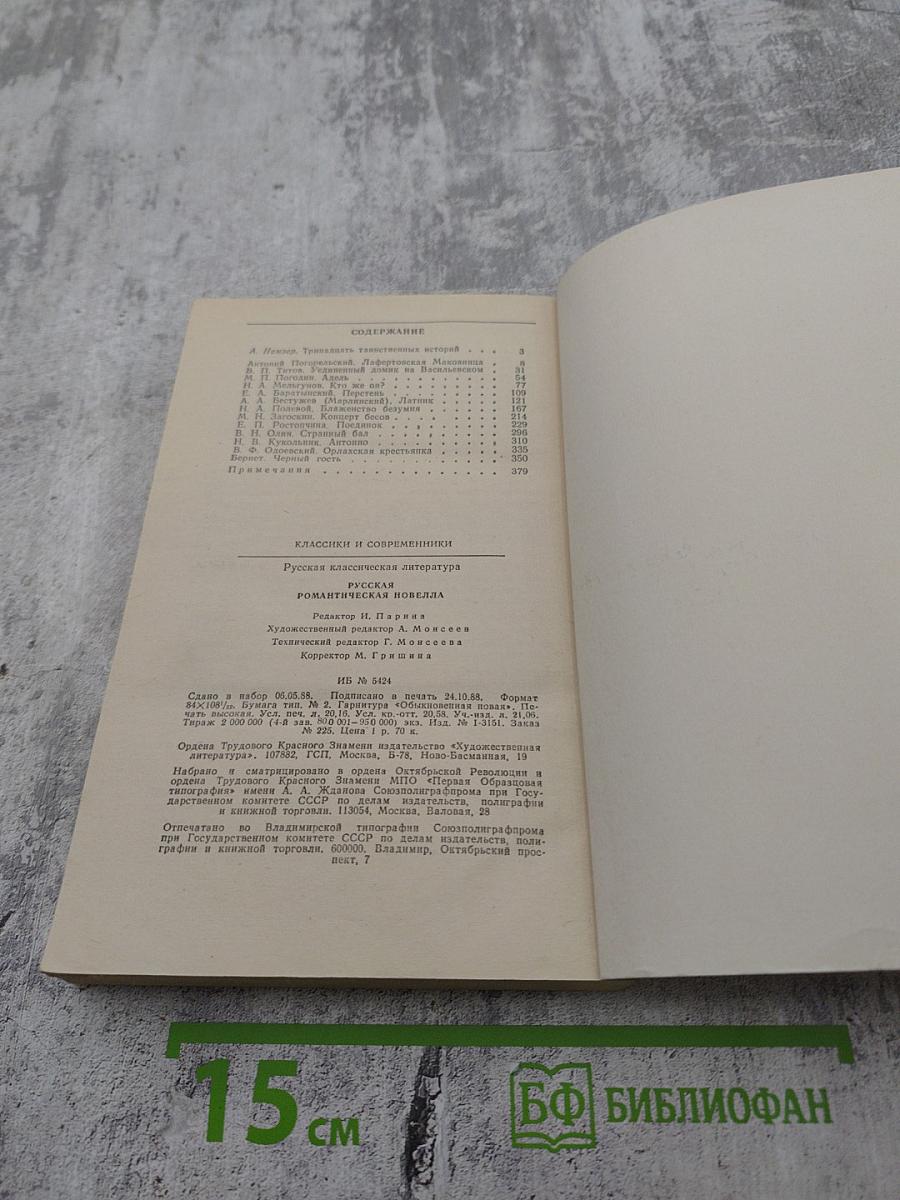 СОДЕРЖАНИЕ
А. Немзер. Тринадцать таинственных историй . . . 3
Антоний Погорельский. Лафертовская Маковница . 8
В. П. Титов. Уединенный домик на Васильевском . 31
М. П. Погодин. Адель . . . . . . . . . . . 54
Н. А. Мельгунов. Кто же он? . . . . . . . . 77
Е. А. Баратынский. Перстень . . . . . . . . 109
А. А. Бестужев (Марлинский). Латник . . . . 121
Н. А. Полевой. Блаженство безумия . . . . . 167
М. Н. Загоскин. Концерт бесов . . . . . . . 214
Е. П. Ростопчина. Поединок . . . . . . . . 229
В. Н. Олин. Странный бал . . . . . . . . . 296
Н. В. Кукольник. Антонио . . . . . . . . . 310
В. Ф. Одоевский. Орлахская крестьянка . . . . . 335
Бернет. Черный гость . . . . . . . . . . . 350
Примечания . . . . . . . . . . . . . 379
КЛАССИКИ И СОВРЕМЕННИКИ
Русская классическая литература
РУССКАЯ
РОМАНТИЧЕСКАЯ НОВЕЛЛА
Редактор И. Парина
Художественный редактор А. Моисеев
Технический редактор Г. Моисеева
Корректор М. Гришина
ИБ № 5424
Сдано в набор 06.05.88. Подписано в печать 24.10.88. Формат
84×108¹/₃₂. Бумага тип. № 2. Гарнитура «Обыкновенная новая». Пе-
чать высокая. Усл. печ. л. 20,16. Усл. кр.-отт. 20,58. Уч.-изд. л. 21,06.
Тираж 2 000 000 (4-й зав. 800 001—950 000) экз. Изд. № I-3151. Заказ
№ 225. Цена 1 р. 70 к.
Ордена Трудового Красного Знамени издательство «Художественная
литература». 107882, ГСП, Москва, Б-78, Ново-Басманная, 19
Набрано и сматрицировано в ордена Октябрьской Революции и
ордена Трудового Красного Знамени МПО «Первая Образцовая
типография» имени А. А. Жданова Союзполиграфпрома при Госу-
дарственном комитете СССР по делам издательств, полиграфии
и книжной торговли. 113054, Москва, Валовая, 28
Отпечатано во Владимирской типографии Союзполиграфпрома
при Государственном комитете СССР по делам издательств, поли-
графии и книжной торговли. 600000, Владимир, Октябрьский прос-
пект, 7
15 см
БФ БИБЛИОФАН